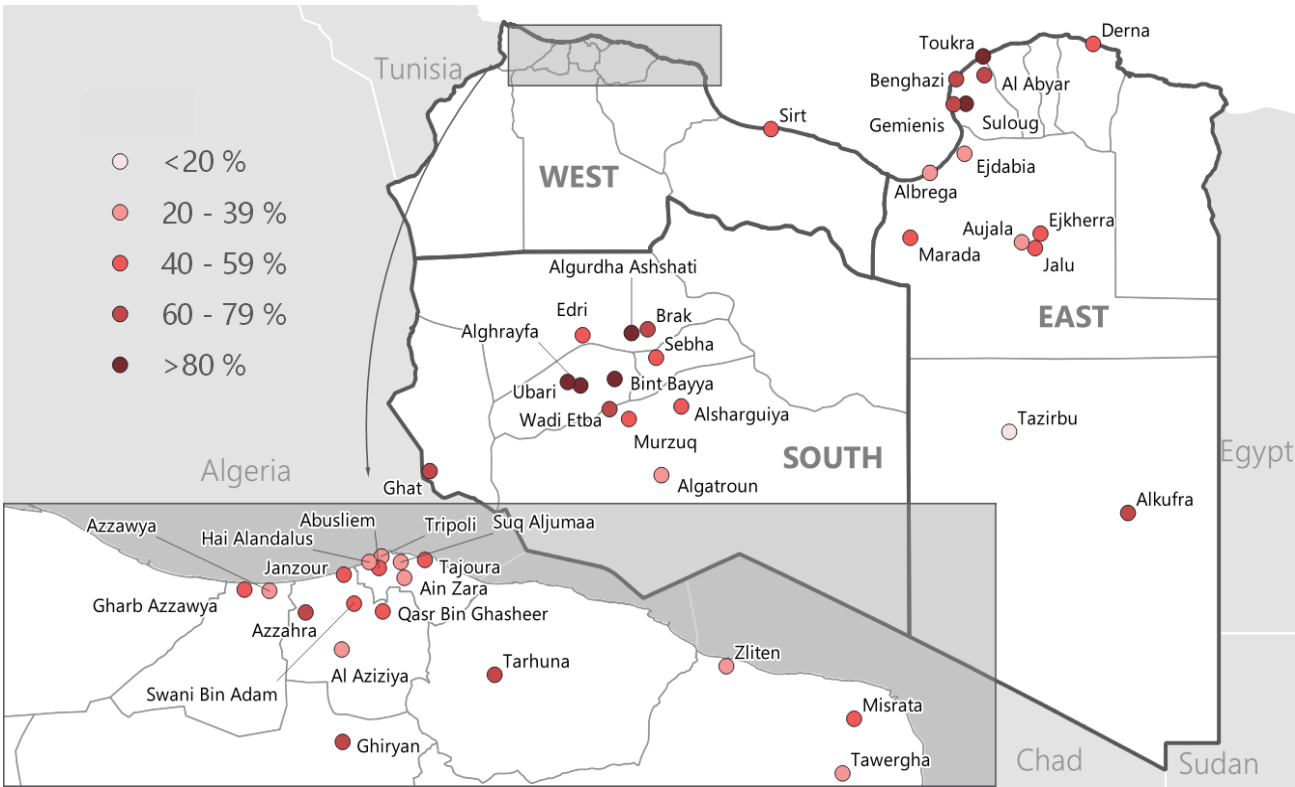 Derna
Toukra
Tunisia
Benghazi
Al Abyar
Sirt
Gemienis
Suloug
<20 %
Ejdabia
WEST
Albrega
20 - 39 %
Aujala
Ejkherra
Marada
Jalu
40 - 59 %
Algurdha Ashshati
60 - 79 %
Edri
Brak
EAST
Alghrayfa
Sebha
>80 %
Ubari
Bint Bayya
Wadi Etba
Alsharguiya
Tazirbu
Murzuq
SOUTH
Egypt
Algeria
Ghat
Algatroun
Alkufra
Azzawya
Abusliem
Tripoli
Suq Aljumaa
Hai Alandalus
Janzour
Tajoura
Ain Zara
Gharb Azzawya
Qasr Bin Ghasheer
Azzahra
Zliten
Tarhuna
Al Aziziya
Swani Bin Adam
Misrata
Ghiryan
Tawergha
Chad
Sudan